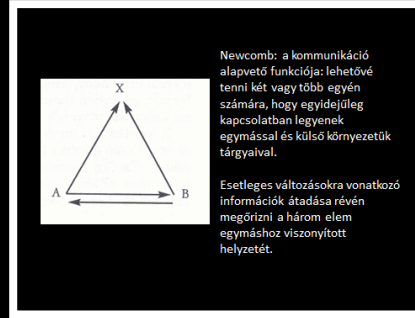 X
A
B
Newcomb: a kommunikáció
alapvető funkciója: lehetővé
tenni két vagy több egyén
számára, hogy egyidejűleg
kapcsolatban legyenek
egymással és külső környezetük
tárgyaival.
Esetleges változásokra vonatkozó
információk átadása révén
megőrizni a három elem
egymáshoz viszonyított
helyzetét.